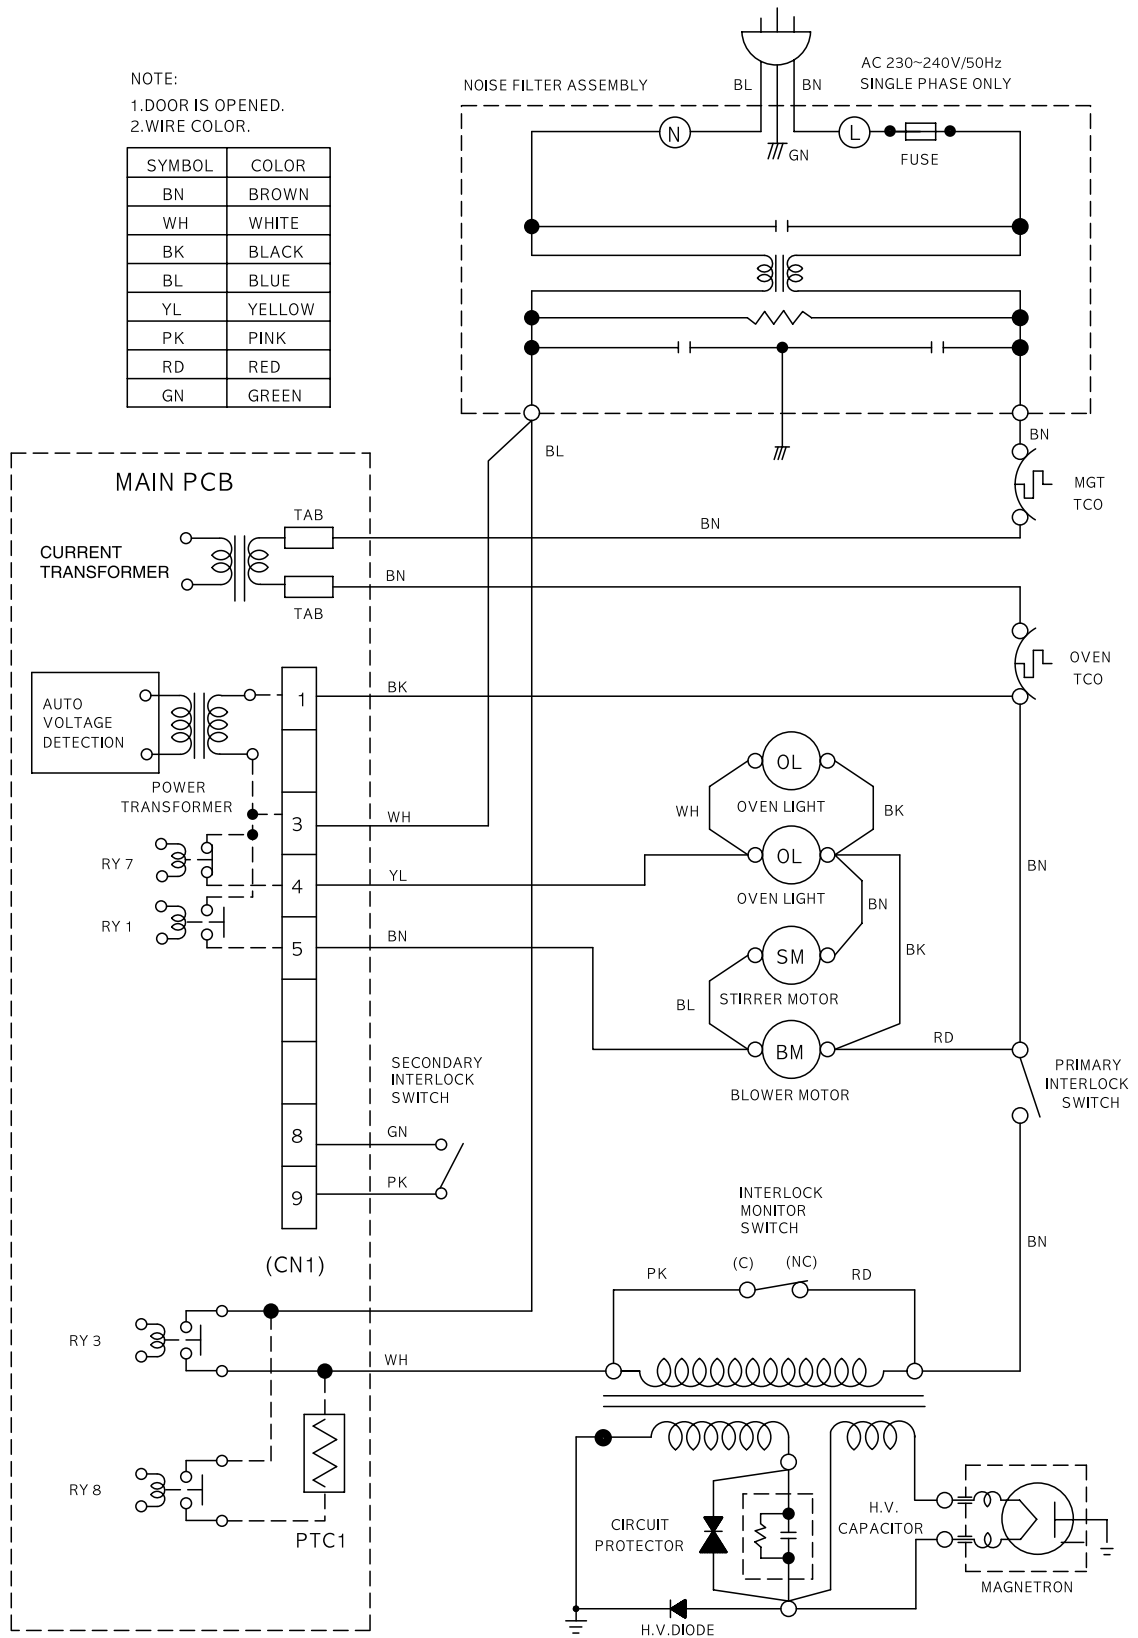 NOTE:
1.DOOR IS OPENED.
2.WIRE COLOR.
SYMBOL COLOR
BN BROWN
WH WHITE
BK BLACK
BL BLUE
YL YELLOW
PK PINK
RD RED
GN GREEN
NOISE FILTER ASSEMBLY
BL
BN
AC 230~240V/50Hz
SINGLE PHASE ONLY
N
GN
L
FUSE
BL
BN
MGT
TCO
MAIN PCB
TAB
BN
CURRENT
TRANSFORMER
BN
TAB
OVEN
TCO
AUTO
VOLTAGE
DETECTION
1
BK
POWER
TRANSFORMER
3
WH
RY 7
4
YL
RY 1
5
BN
OL
OVEN LIGHT
WH
BK
OL
OVEN LIGHT
BN
BN
SM
STIRRER MOTOR
BK
BL
BM
BLOWER MOTOR
RD
PRIMARY
INTERLOCK
SWITCH
SECONDARY
INTERLOCK
SWITCH
8
GN
9
PK
(CN1)
INTERLOCK
MONITOR
SWITCH
BN
PK
(C)
(NC)
RD
RY 3
WH
RY 8
PTC1
CIRCUIT
PROTECTOR
H.V.
CAPACITOR
MAGNETRON
H.V.DIODE